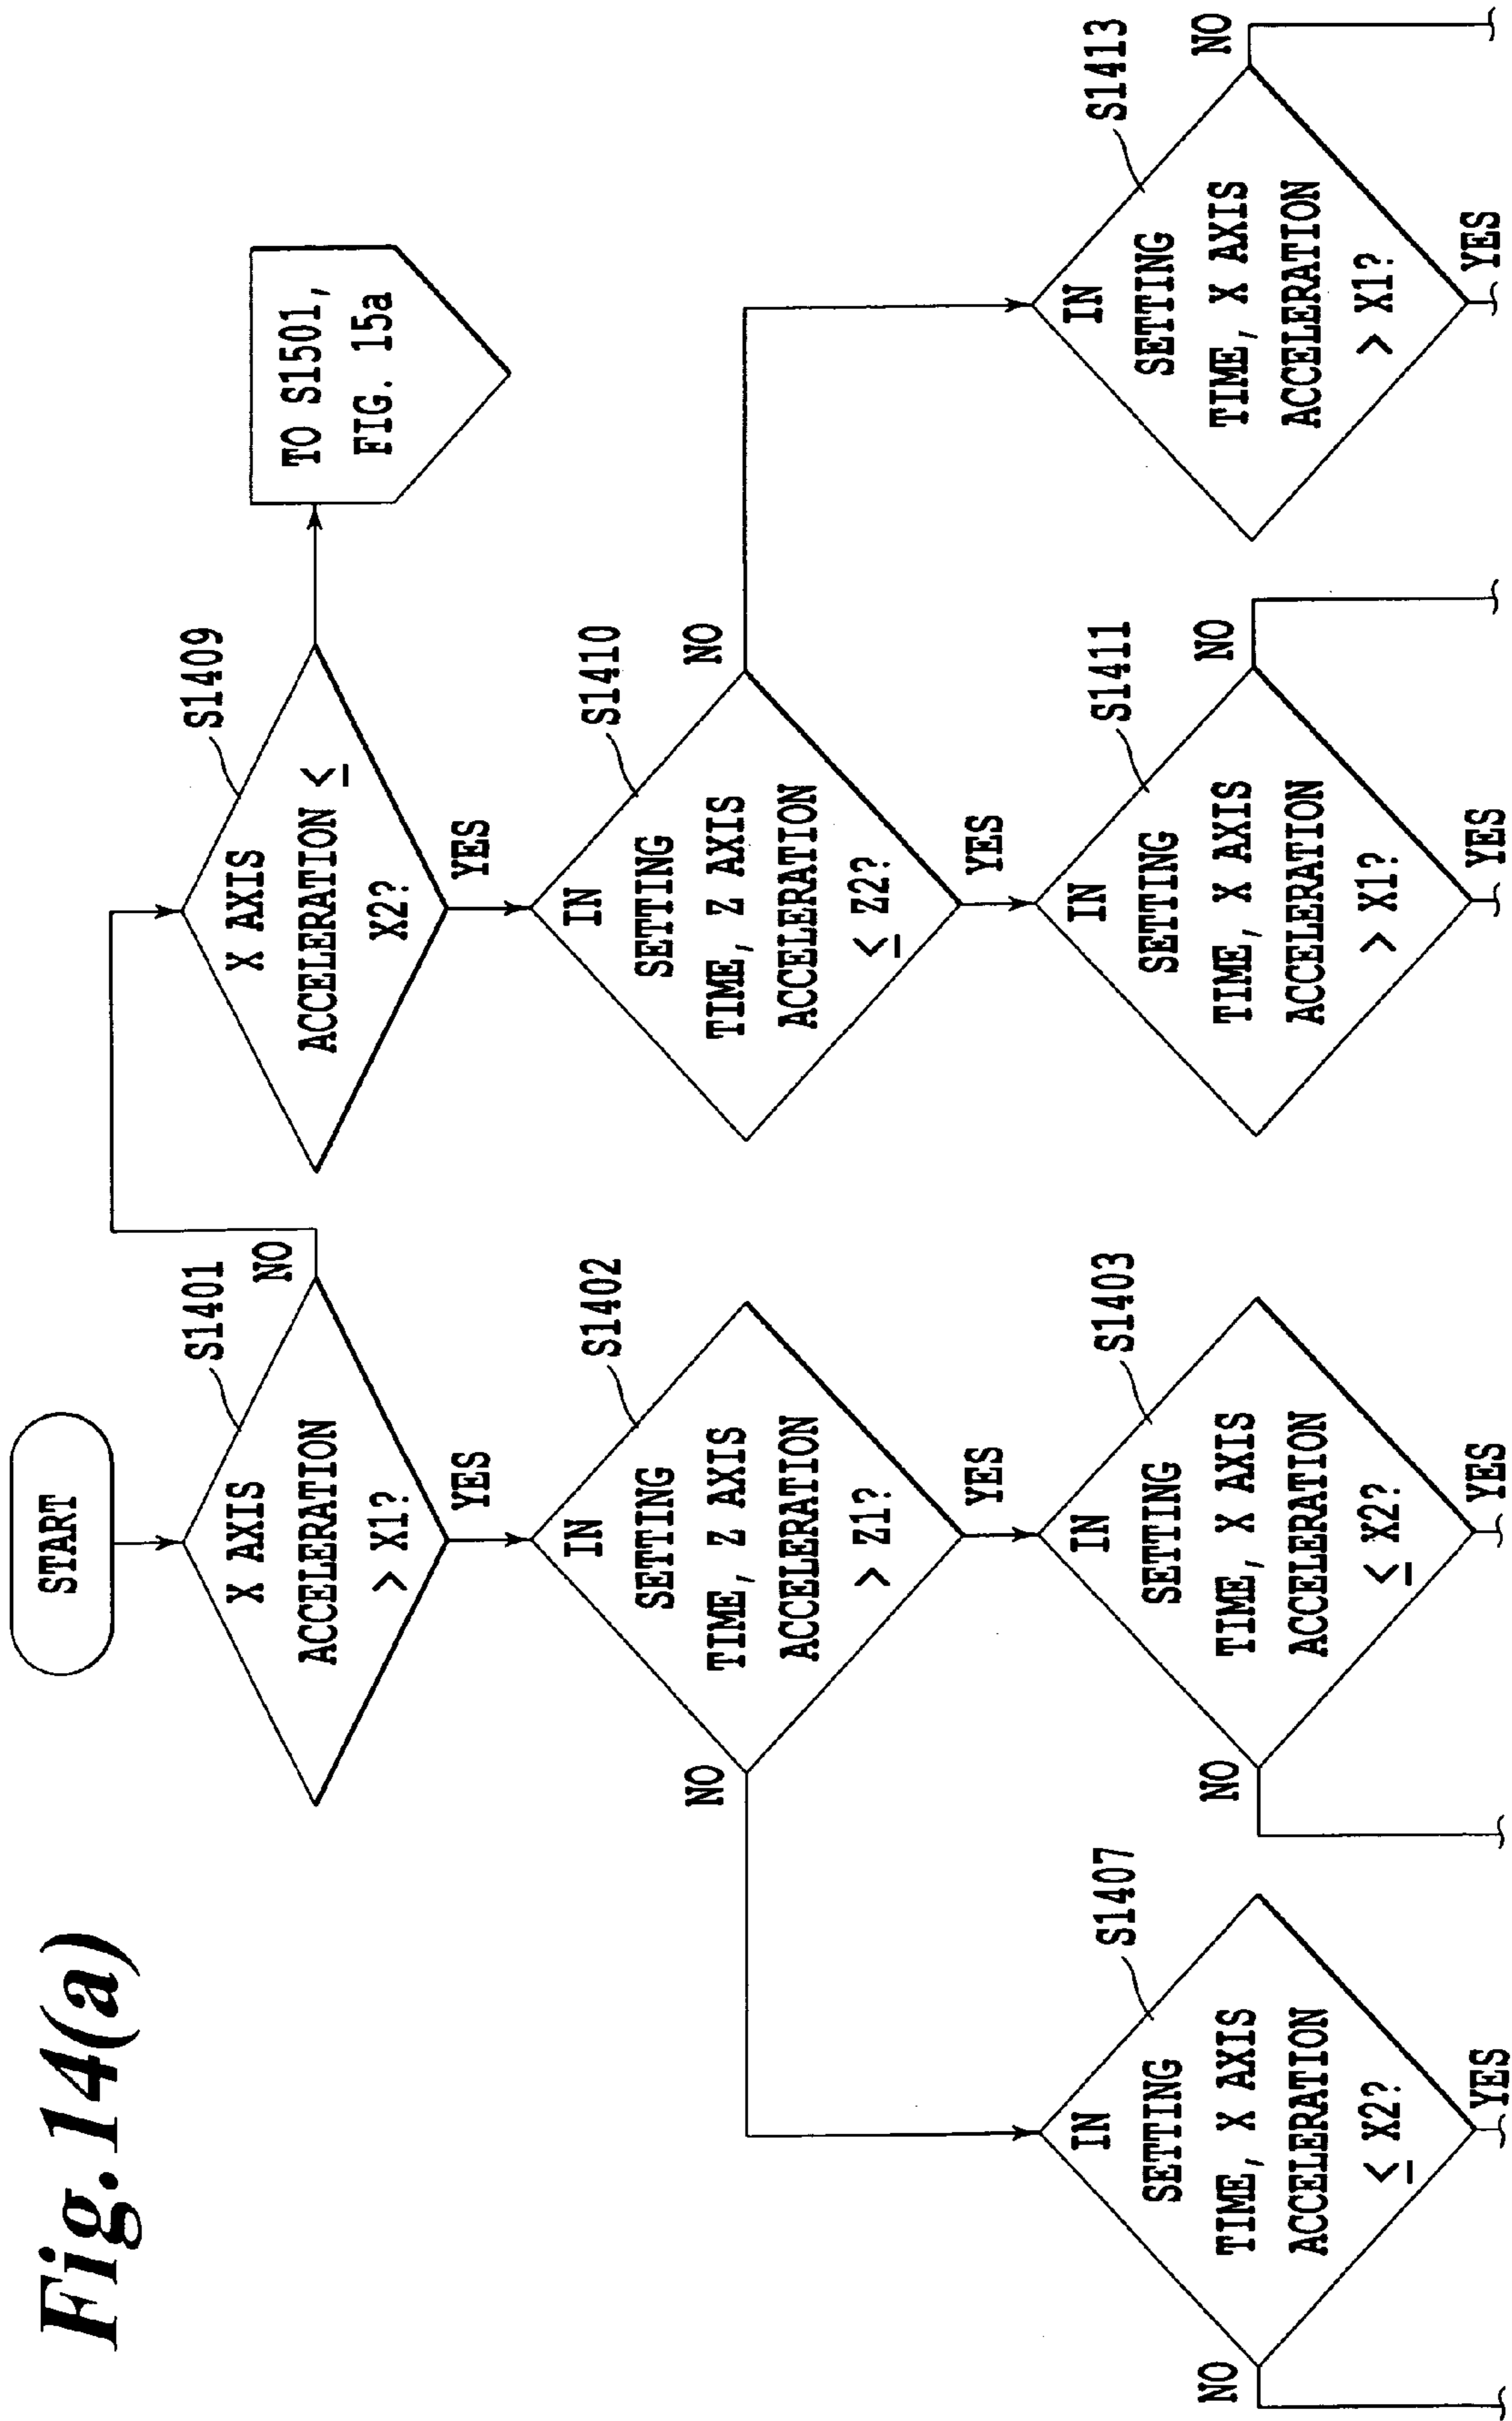 Fig.14(a)
START
S1401
X AXIS
ACCELERATION
> X1?
NO
YES
S1409
X AXIS
ACCELERATION ≤
X2?
YES
TO S1501,
FIG. 15a
S1402
IN
SETTING
TIME, Z AXIS
ACCELERATION
> Z1?
NO
YES
S1410
IN
SETTING
TIME, Z AXIS
ACCELERATION
≤ Z2?
NO
YES
S1407
IN
SETTING
TIME, X AXIS
ACCELERATION
≤ X2?
NO
YES
S1403
IN
SETTING
TIME, X AXIS
ACCELERATION
≤ X2?
NO
YES
S1411
IN
SETTING
TIME, X AXIS
ACCELERATION
> X1?
NO
YES
S1413
IN
SETTING
TIME, X AXIS
ACCELERATION
> X1?
NO
YES